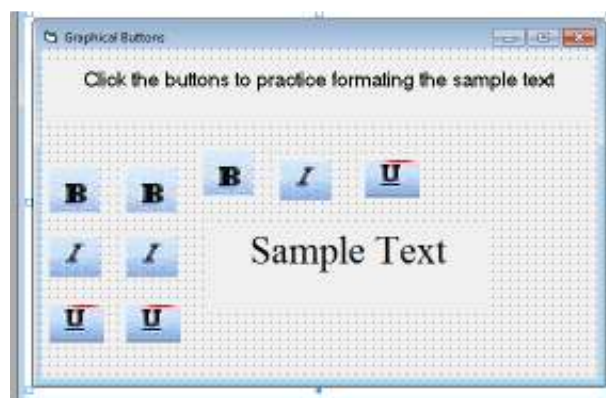 Graphical Buttons
Click the buttons to practice formating the sample text
B I U
B B
I I
Sample Text
U U